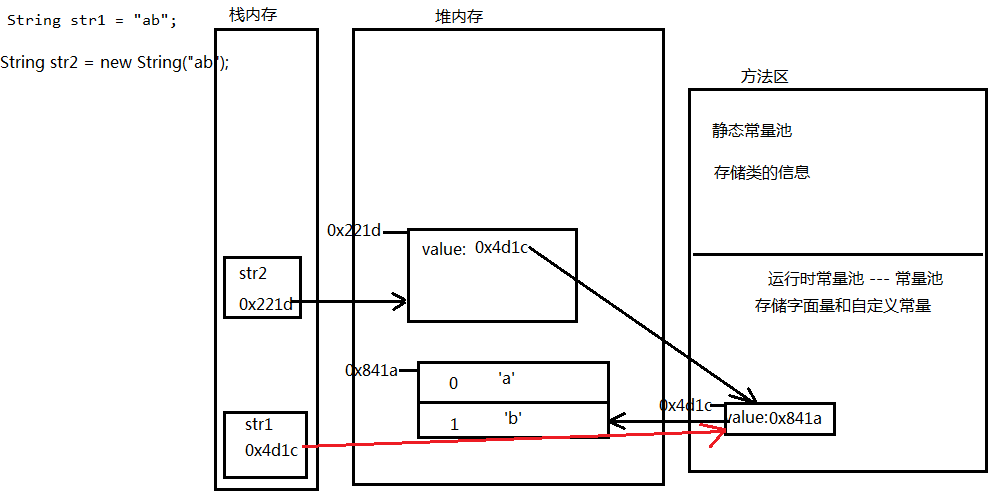 String str1 = "ab";
String str2 = new String("ab");
栈内存
堆内存
方法区
静态常量池
存储类的信息
运行时常量池 --- 常量池
存储字面量和自定义常量
0x221d
value: 0x4d1c
str2
0x221d
0x841a
0 'a'
1 'b'
0x4d1c
value:0x841a
str1
0x4d1c